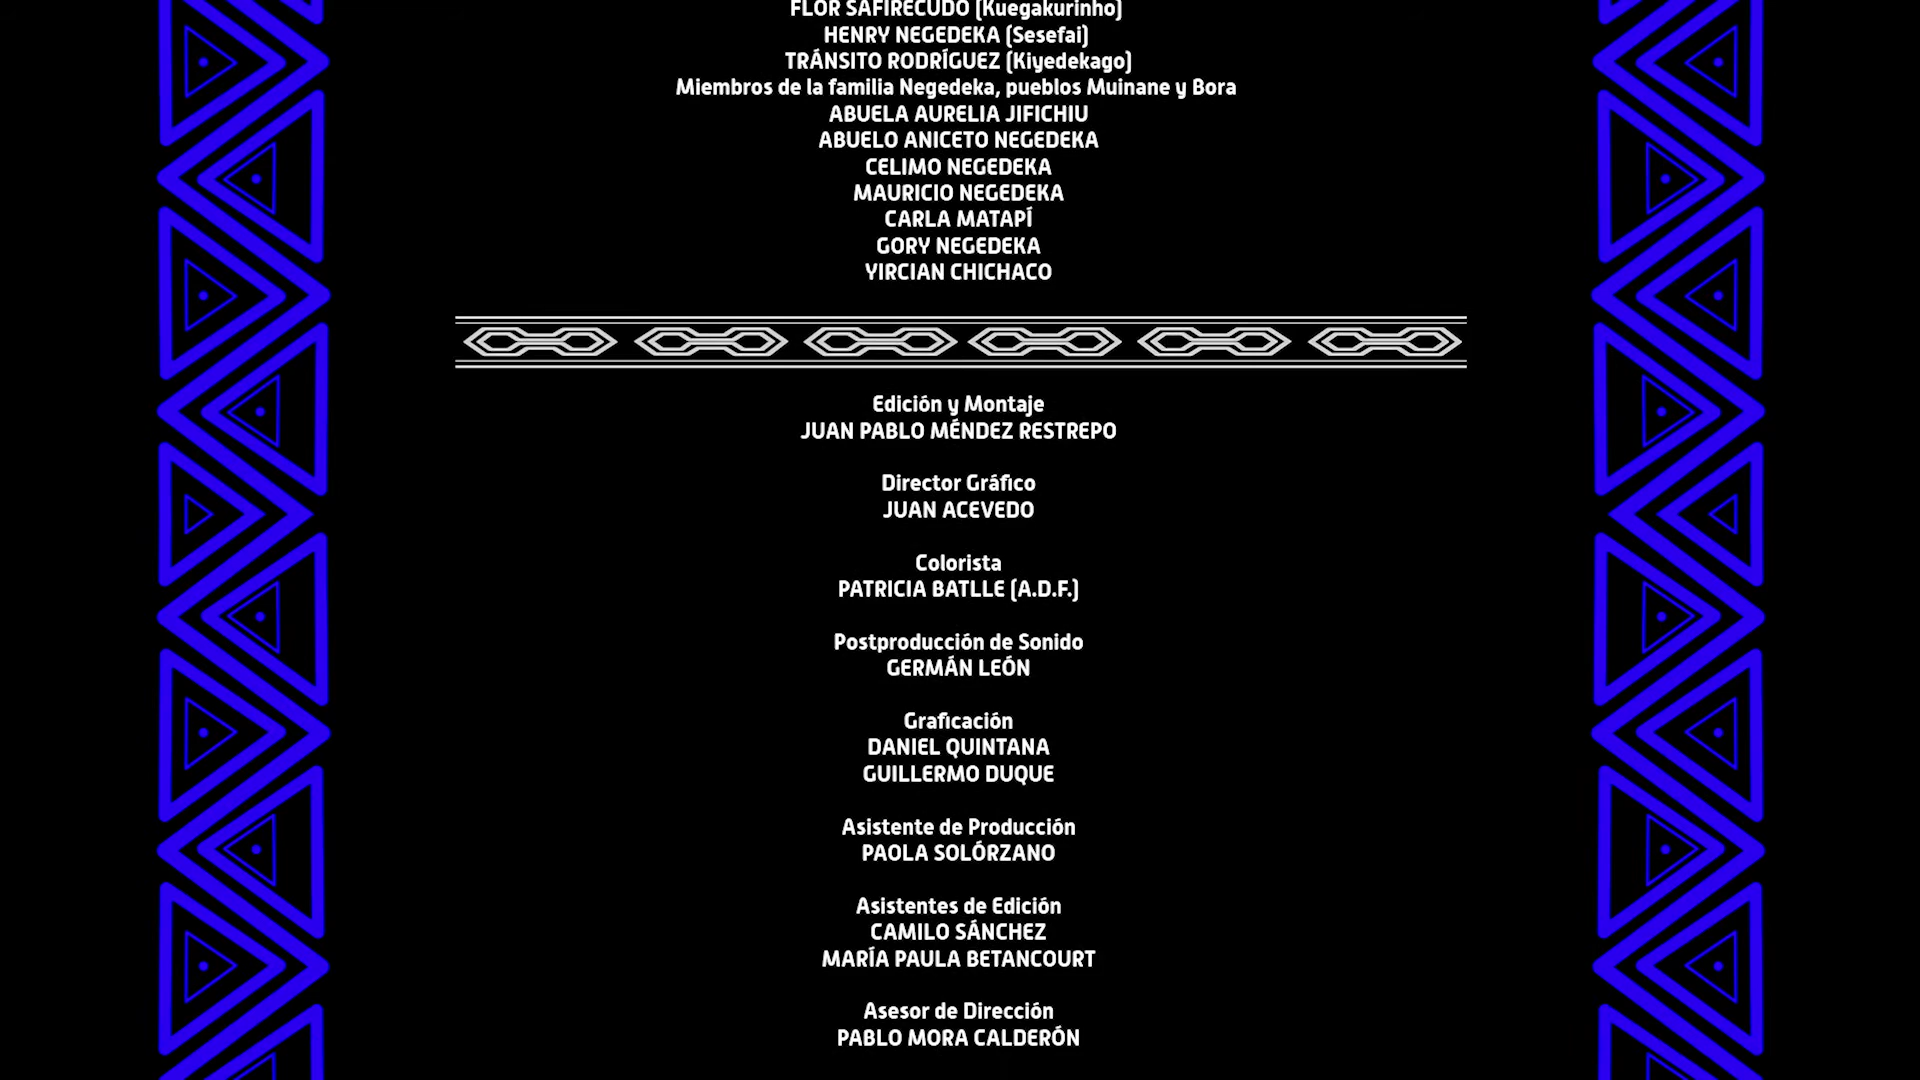 FLOR SAFIRECUDO (Kuegakurinho)
HENRY NEGEDEKA (Sesefai)
TRÁNSITO RODRÍGUEZ (Kiyedekago)
Miembros de la familia Negedeka, pueblos Muinane y Bora
ABUELA AURELIA JIFICHIU
ABUELO ANICETO NEGEDEKA
CELIMO NEGEDEKA
MAURICIO NEGEDEKA
CARLA MATAPÍ
GORY NEGEDEKA
YIRCIAN CHICHACO
Edición y Montaje
JUAN PABLO MÉNDEZ RESTREPO
Director Gráfico
JUAN ACEVEDO
Colorista
PATRICIA BATLLE (A.D.F.)
Postproducción de Sonido
GERMÁN LEÓN
Graficación
DANIEL QUINTANA
GUILLERMO DUQUE
Asistente de Producción
PAOLA SOLÓRZANO
Asistentes de Edición
CAMILO SÁNCHEZ
MARÍA PAULA BETANCOURT
Asesor de Dirección
PABLO MORA CALDERÓN